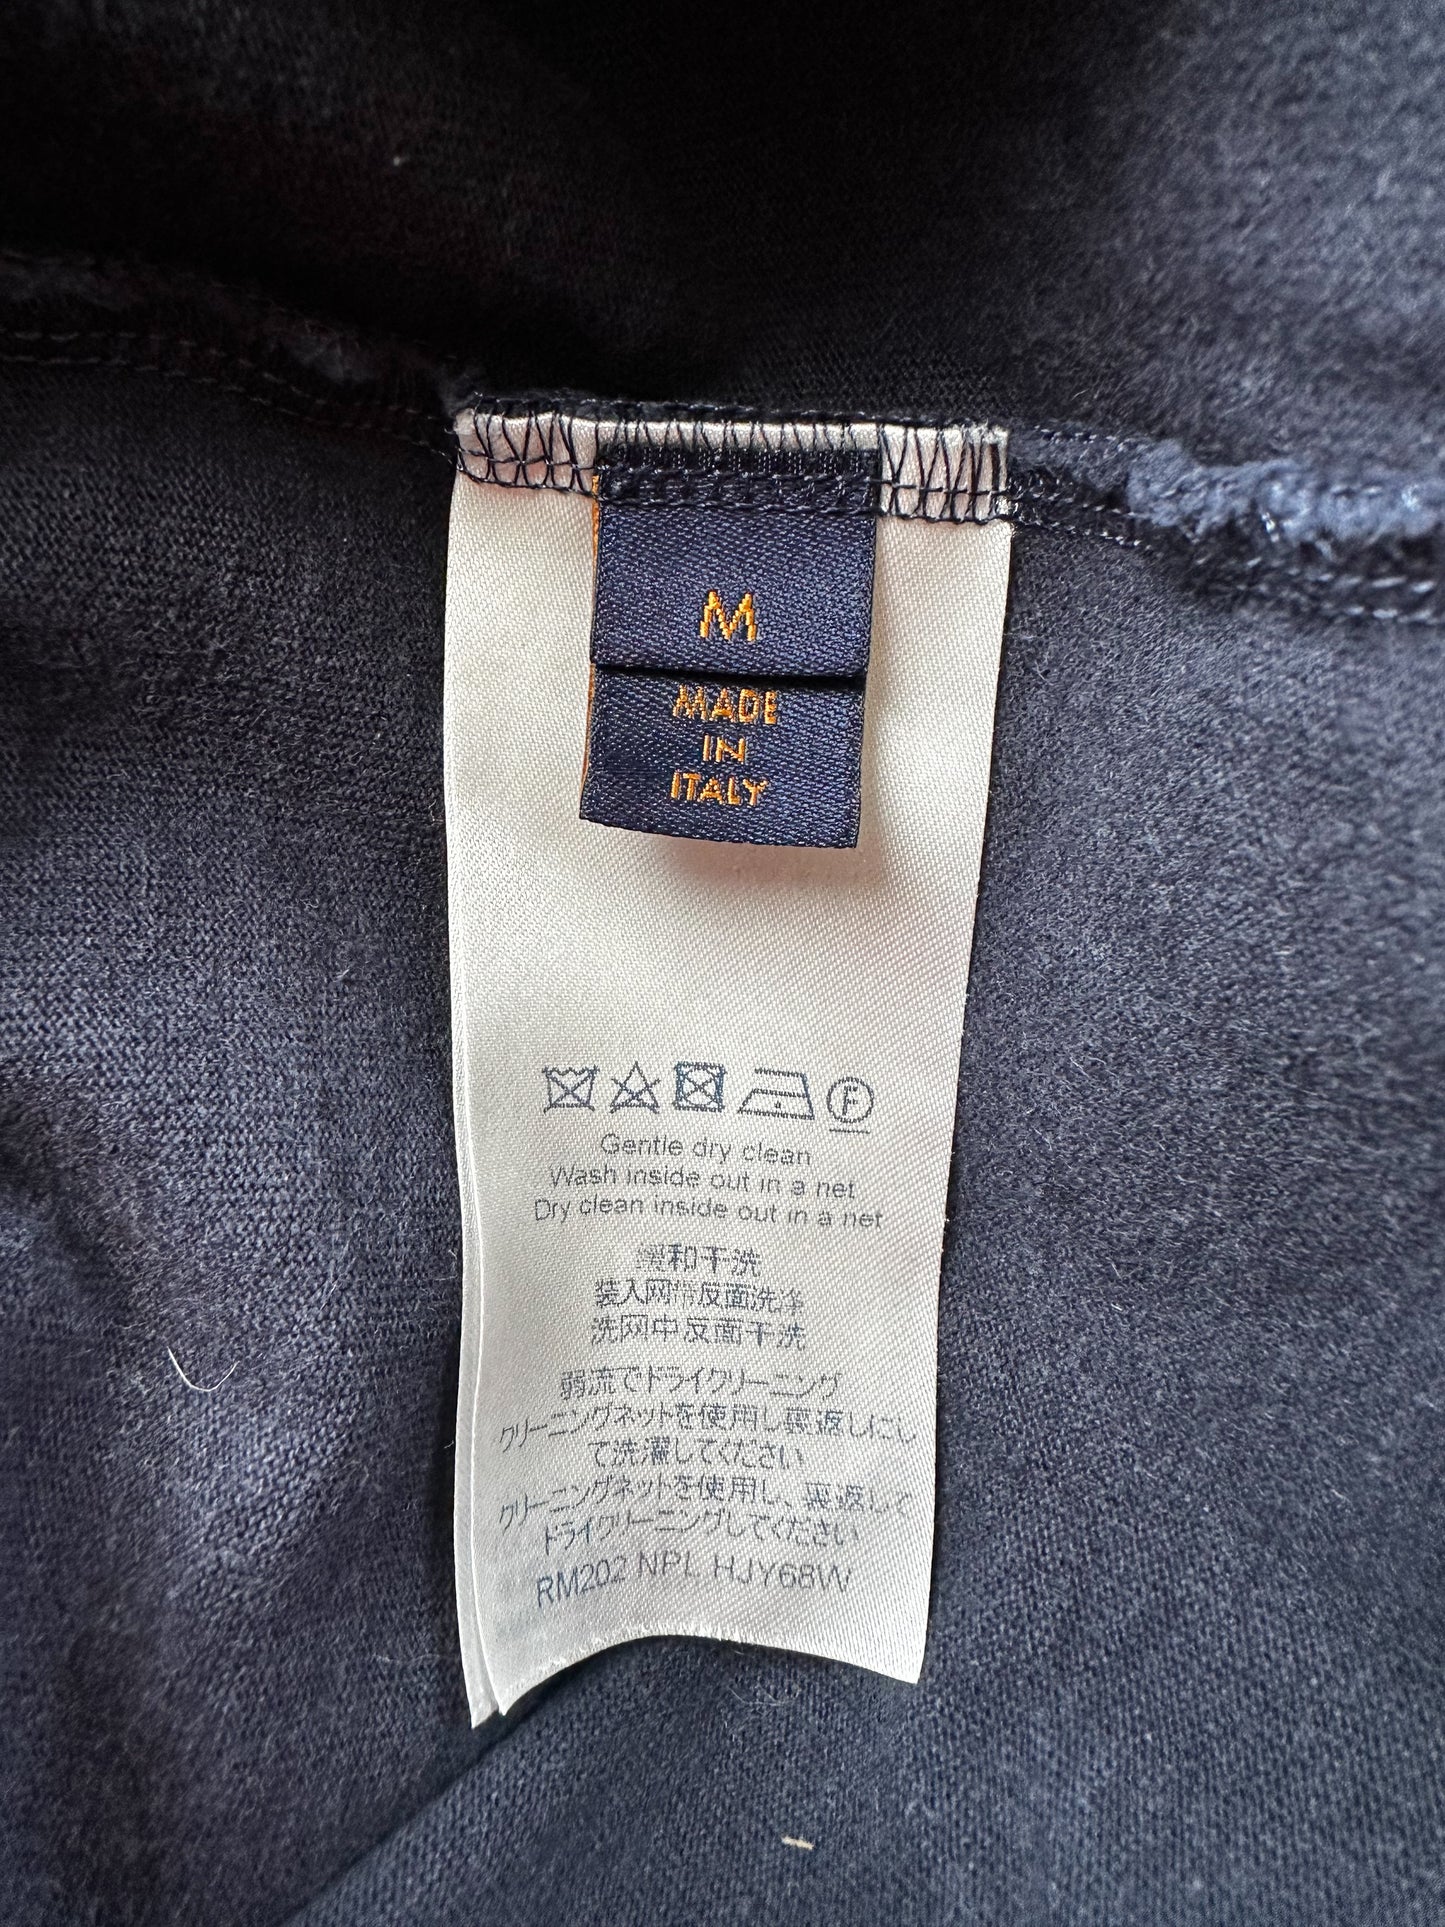 M
MADE
IN
ITALY
F
Gentle dry clean
Wash inside out in a net
Dry clean inside out in a net
缓和干洗
装入网带反面洗净
洗网中反面干洗
弱流でドライクリーニング
クリーニングネットを使用し裏返しにし
て洗濯してください
クリーニングネットを使用し、裏返して
ドライクリーニングしてください
RM202 NPL HJY68W